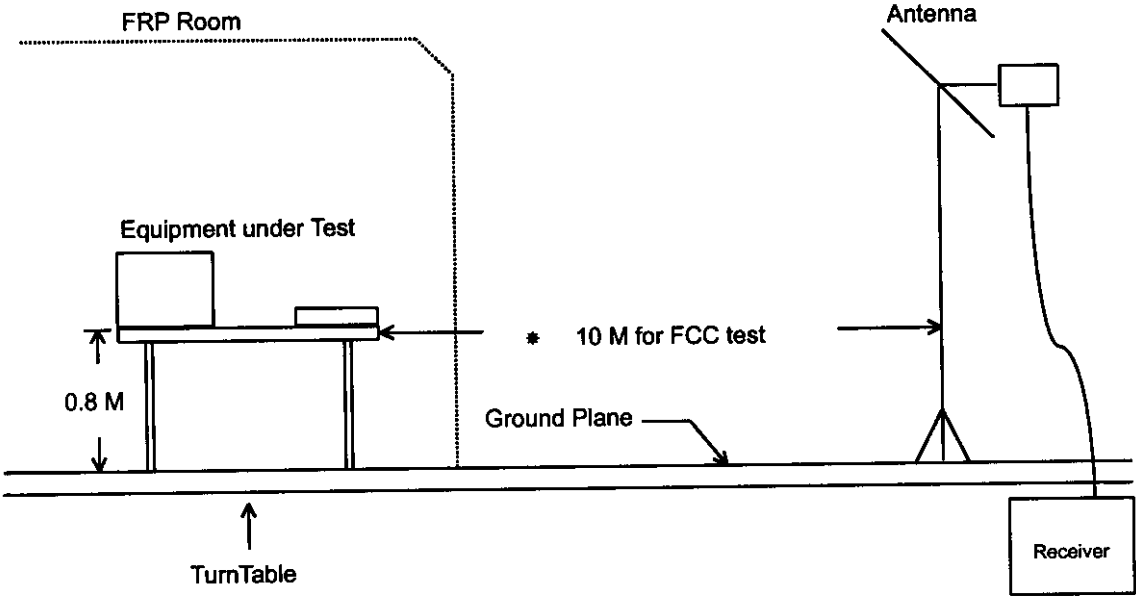 FRP Room
Antenna
Equipment under Test
* 10 M for FCC test
0.8 M
Ground Plane
TurnTable
Receiver